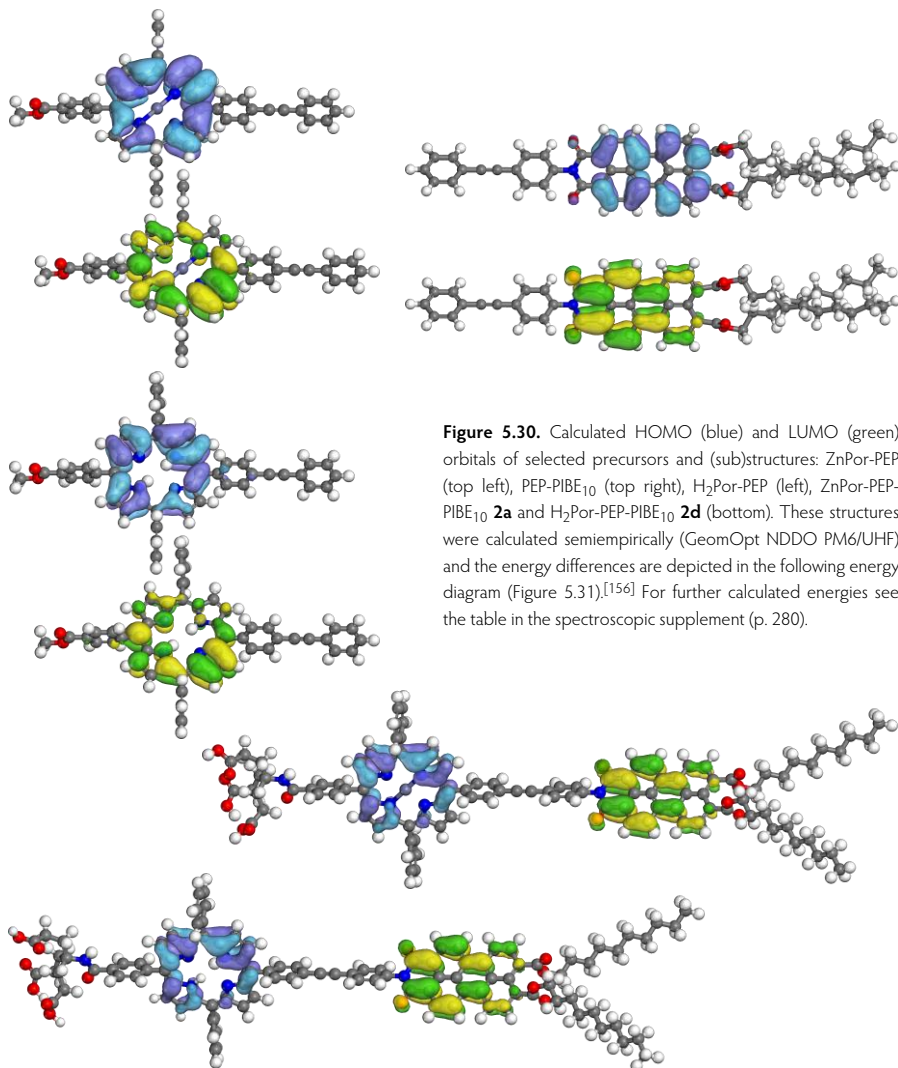 Figure 5.30. Calculated HOMO (blue) and LUMO (green)
orbitals of selected precursors and (sub)structures: ZnPor-PEP
(top left), PEP-PIBE₁₀ (top right), H₂Por-PEP (left), ZnPor-PEP-
PIBE₁₀ 2a and H₂Por-PEP-PIBE₁₀ 2d (bottom). These structures
were calculated semiempirically (GeomOpt NDDO PM6/UHF)
and the energy differences are depicted in the following energy
diagram (Figure 5.31).[156] For further calculated energies see
the table in the spectroscopic supplement (p. 280).